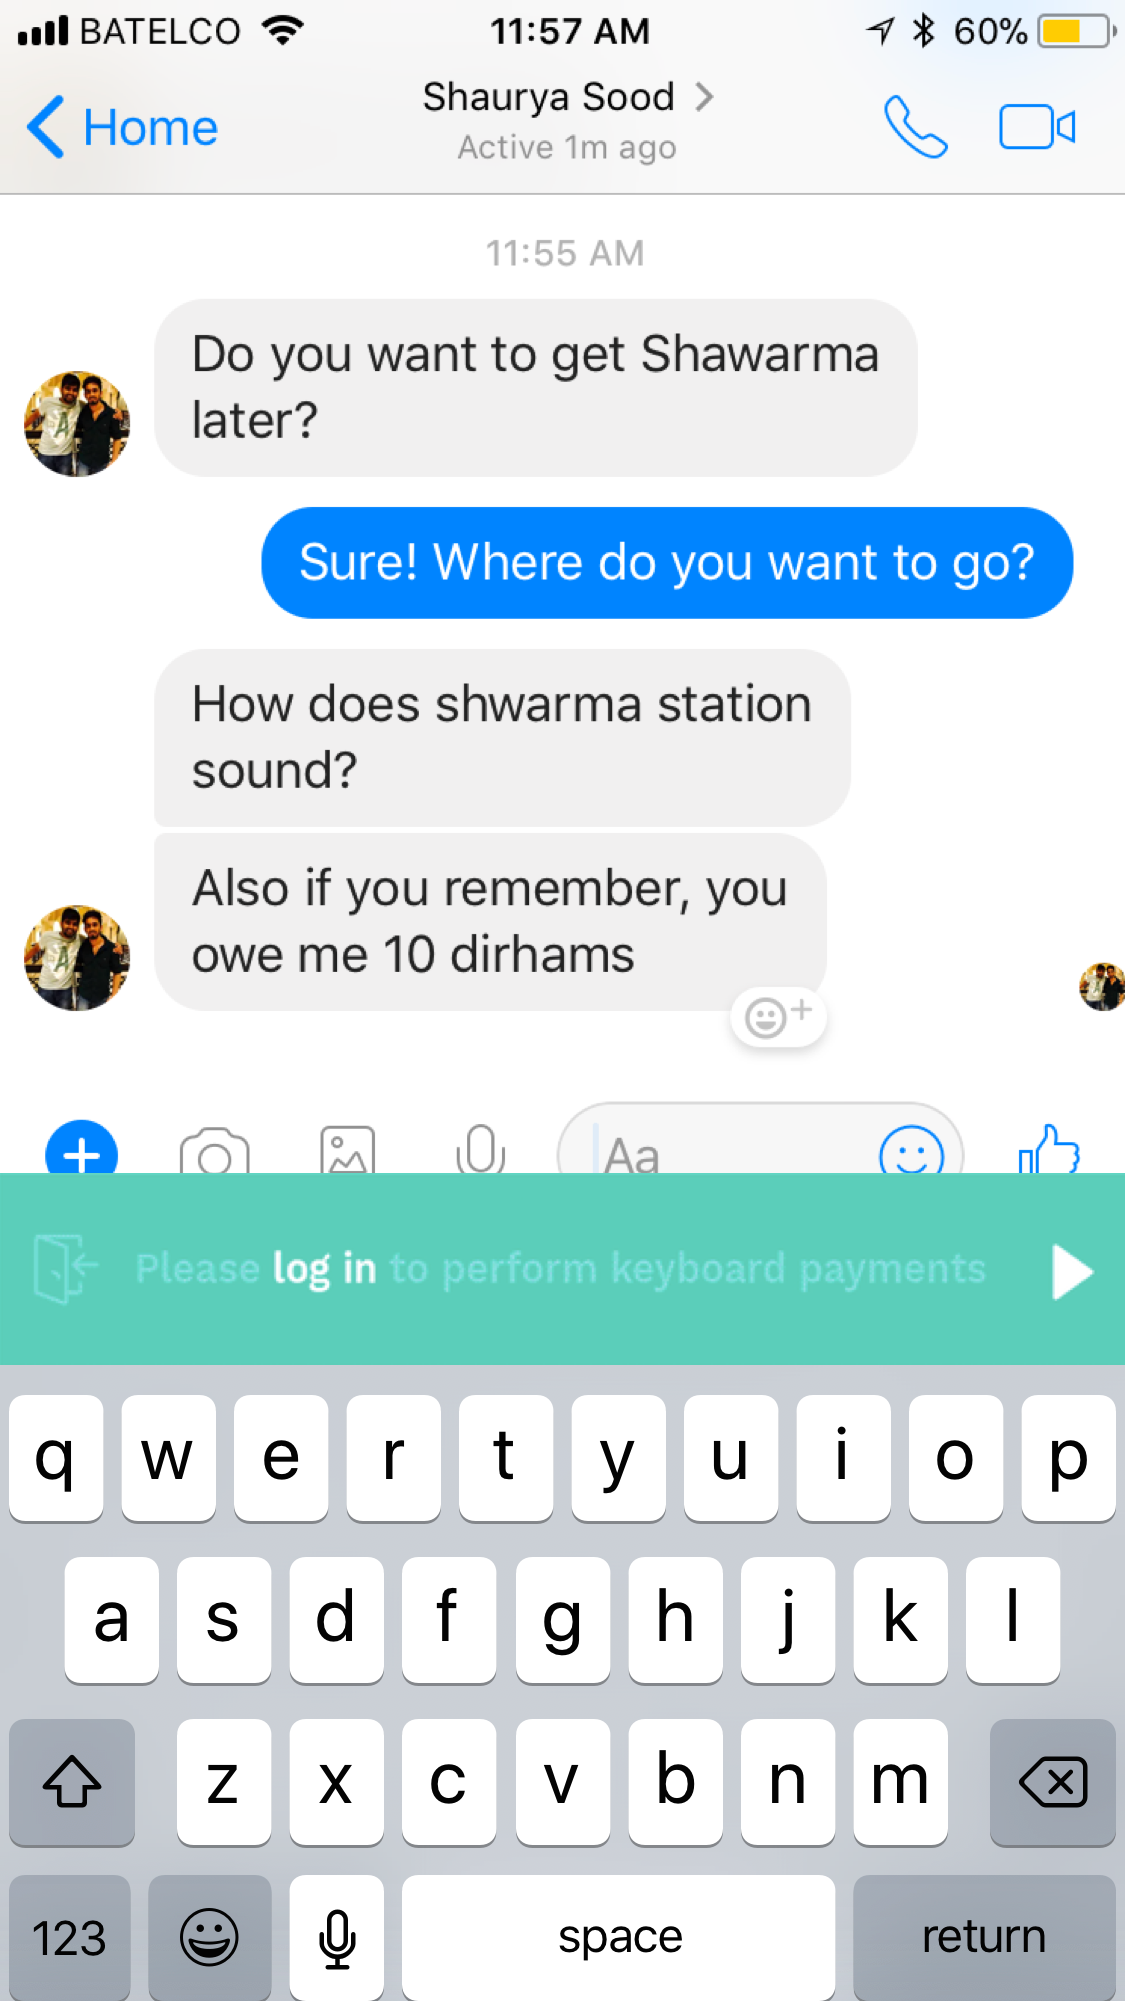 BATELCO 11:57 AM 60%
Home Shaurya Sood
Active 1m ago
11:55 AM
Do you want to get Shawarma
later?
Sure! Where do you want to go?
How does shwarma station
sound?
Also if you remember, you
owe me 10 dirhams
Aa
Please log in to perform keyboard payments
q w e r t y u i o p
a s d f g h j k l
z x c v b n m
123 space return